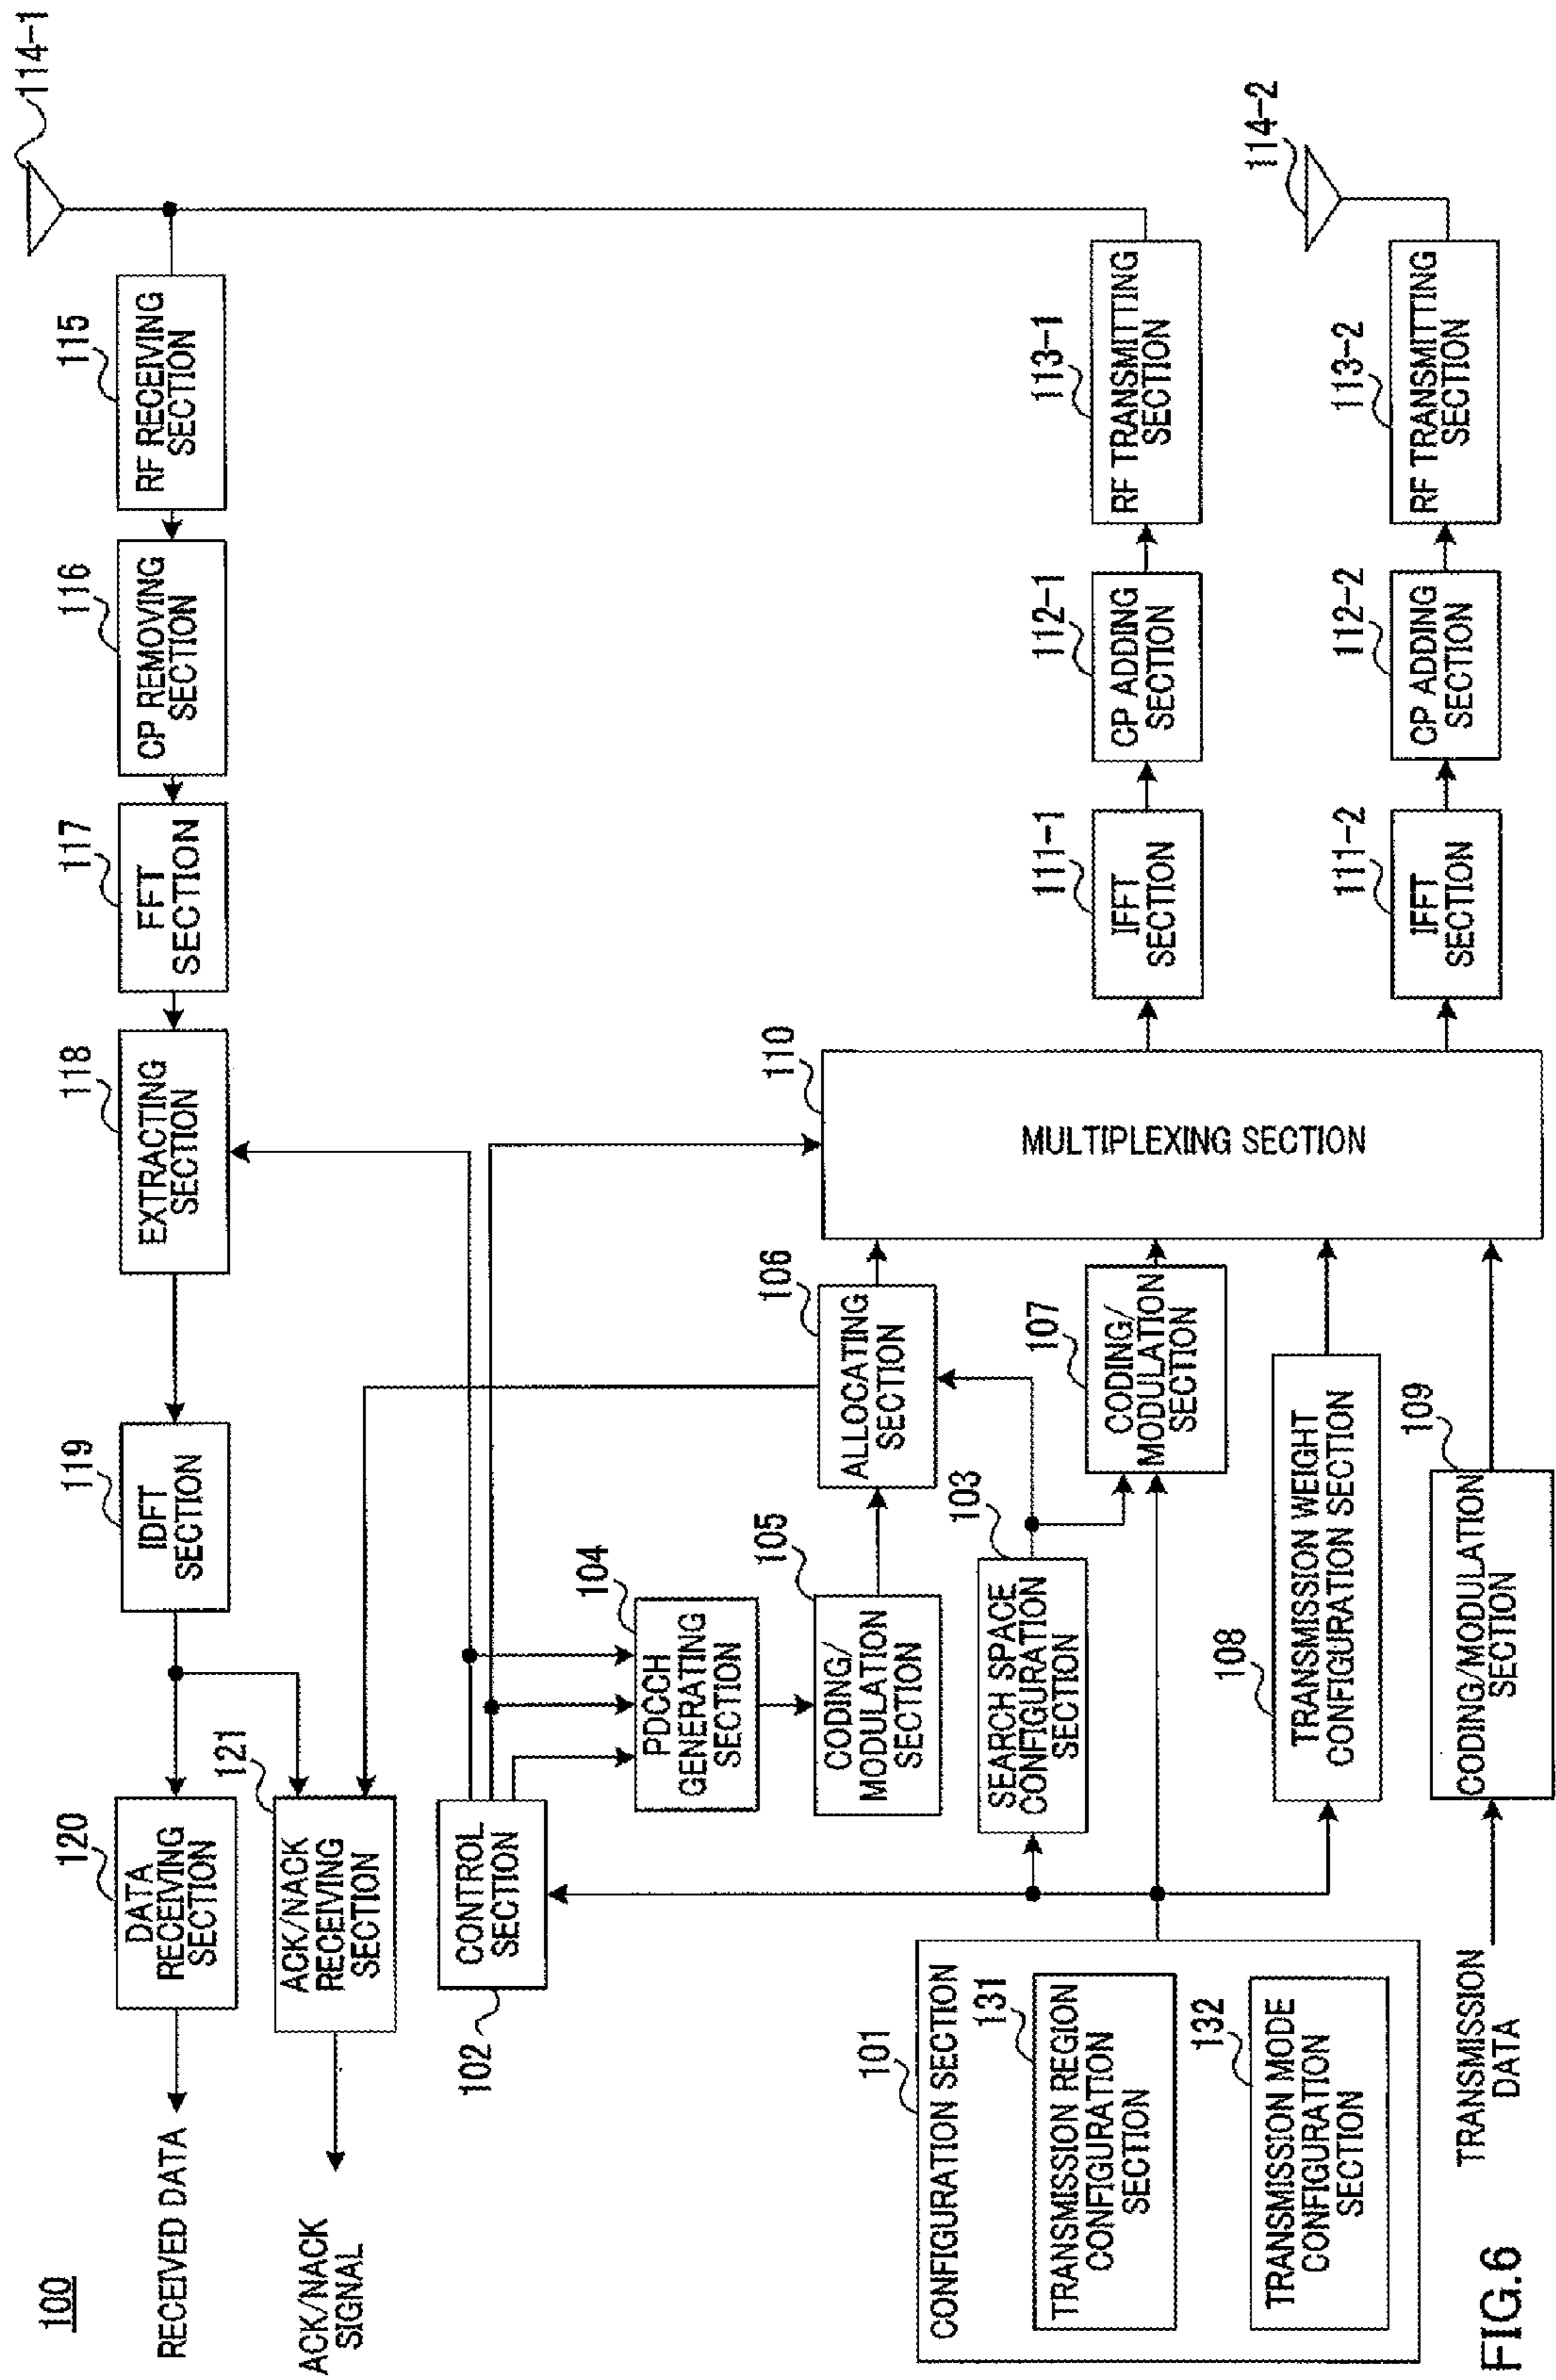 100
RECEIVED DATA
ACK/NACK
SIGNAL
120
DATA
RECEIVING
SECTION
121
ACK/NACK
RECEIVING
SECTION
119
IDFT
SECTION
118
EXTRACTING
SECTION
117
FFT
SECTION
116
CP REMOVING
SECTION
115
RF RECEIVING
SECTION
114-1
102
CONTROL
SECTION
104
PDCCH
GENERATING
SECTION
105
CODING/
MODULATION
SECTION
106
ALLOCATING
SECTION
110
MULTIPLEXING SECTION
101
CONFIGURATION SECTION
131
TRANSMISSION REGION
CONFIGURATION
SECTION
132
TRANSMISSION MODE
CONFIGURATION
SECTION
103
SEARCH SPACE
CONFIGURATION
SECTION
107
CODING/
MODULATION
SECTION
108
TRANSMISSION WEIGHT
CONFIGURATION SECTION
109
CODING/MODULATION
SECTION
TRANSMISSION
DATA
111-1
IFFT
SECTION
112-1
CP ADDING
SECTION
113-1
RF TRANSMITTING
SECTION
111-2
IFFT
SECTION
112-2
CP ADDING
SECTION
113-2
RF TRANSMITTING
SECTION
114-2
FIG.6